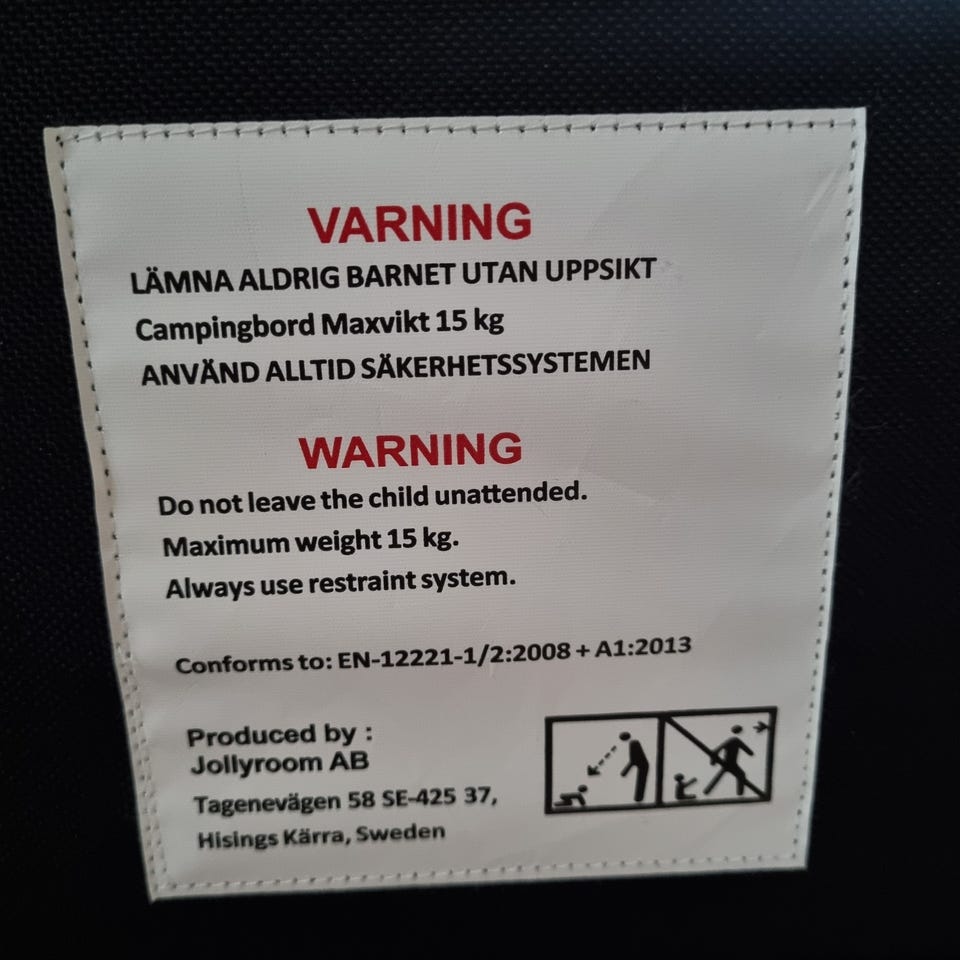 VARNING
LÄMNA ALDRIG BARNET UTAN UPPSIKT
Campingbord Maxvikt 15 kg
ANVÄND ALLTID SÄKERHETSSYSTEMEN
WARNING
Do not leave the child unattended.
Maximum weight 15 kg.
Always use restraint system.
Conforms to: EN-12221-1/2:2008 + A1:2013
Produced by :
Jollyroom AB
Tagenevägen 58 SE-425 37,
Hisings Kärra, Sweden